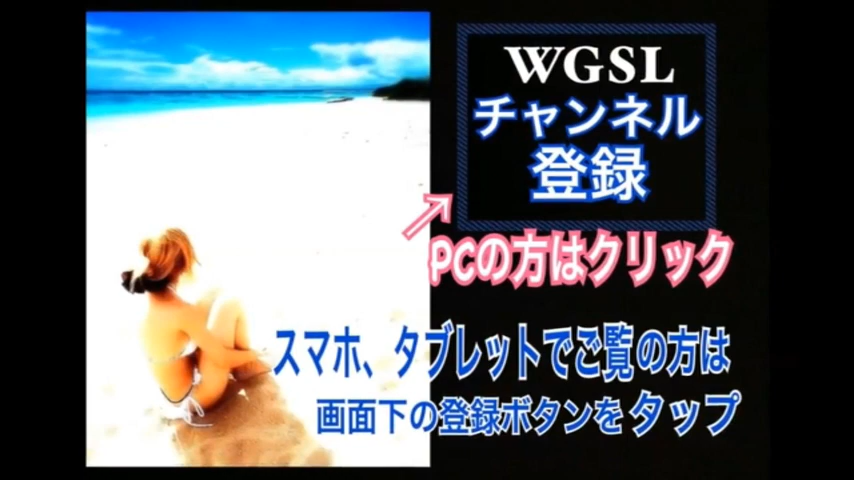 WGSL
チャンネル
登録
PCの方はクリック
スマホ、タブレットでご覧の方は
画面下の登録ボタンをタップ